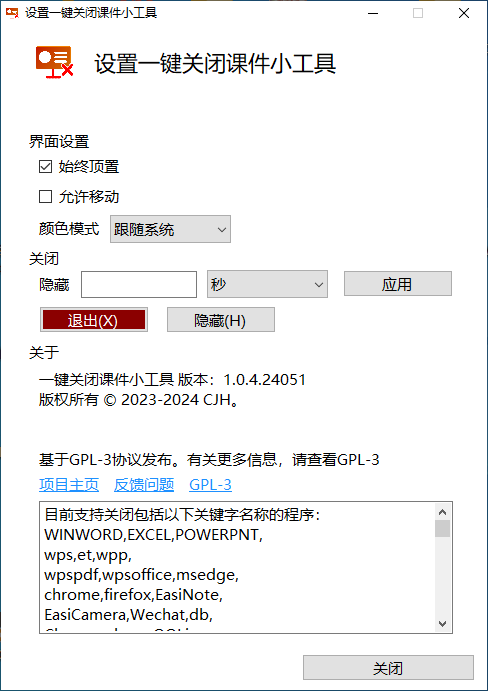 设置一键关闭课件小工具
设置一键关闭课件小工具
界面设置
始终顶置
允许移动
颜色模式 跟随系统
关闭
隐藏 秒 应用
退出(X) 隐藏(H)
关于
一键关闭课件小工具 版本：1.0.4.24051
版权所有 © 2023-2024 CJH。
基于GPL-3协议发布。有关更多信息，请查看GPL-3
项目主页 反馈问题 GPL-3
目前支持关闭包括以下关键字名称的程序：
WINWORD,EXCEL,POWERPNT,
wps,et,wpp,
wpspdf,wpsoffice,msedge,
chrome,firefox,EasiNote,
EasiCamera,Wechat,db,
关闭